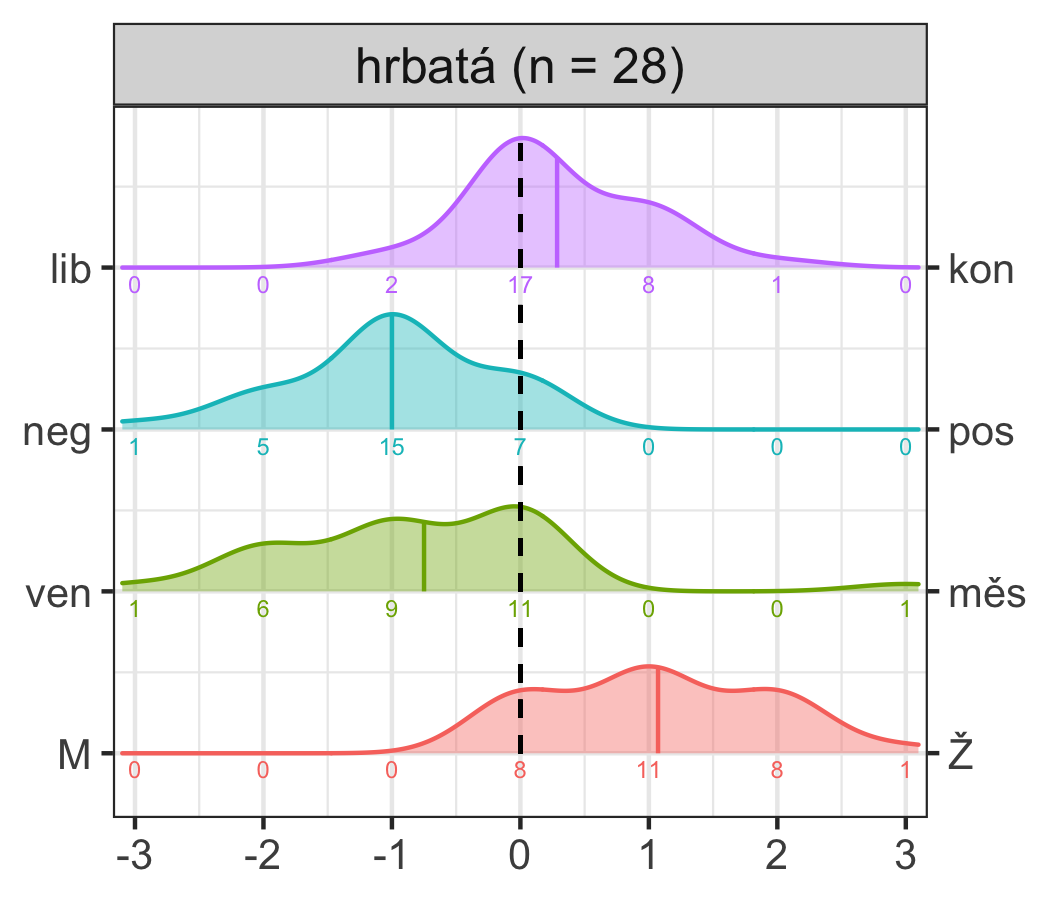 hrbatá (n = 28)
lib kon
0 0 2 17 8 1 0
neg pos
1 5 15 7 0 0 0
ven měs
1 6 9 11 0 0 1
M Ž
0 0 0 8 11 8 1
-3 -2 -1 0 1 2 3